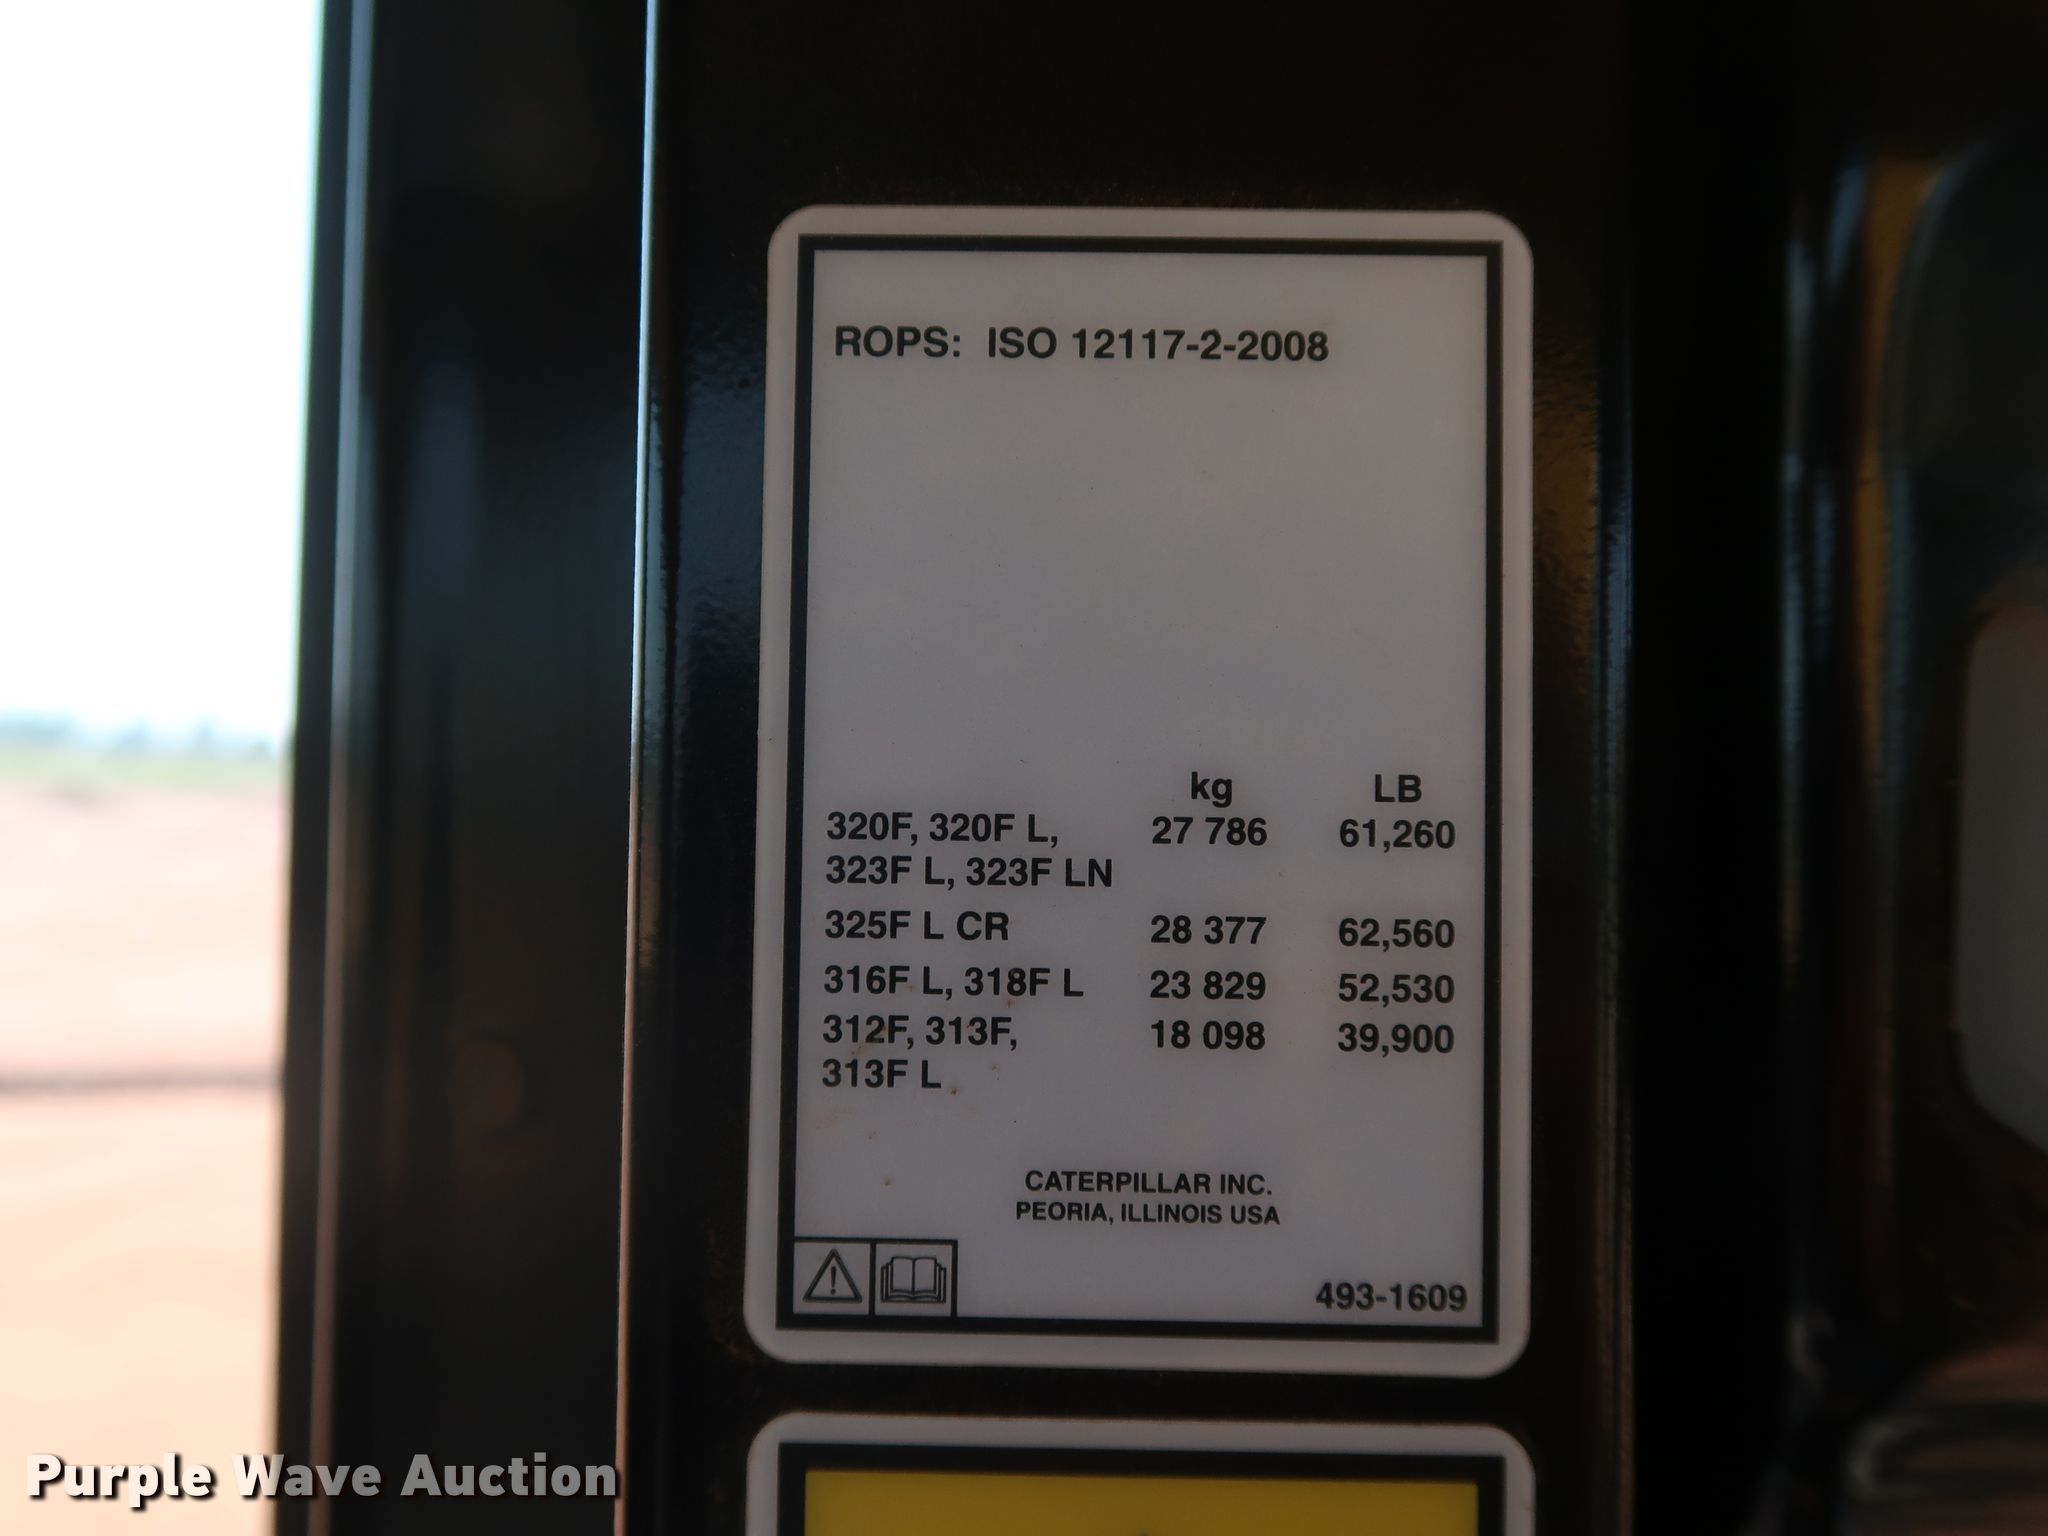 ROPS: ISO 12117-2-2008
kg LB
320F, 320F L, 27 786 61,260
323F L, 323F LN
325F L CR 28 377 62,560
316F L, 318F L 23 829 52,530
312F, 313F, 18 098 39,900
313F L
CATERPILLAR INC.
PEORIA, ILLINOIS USA
493-1609
Purple Wave Auction